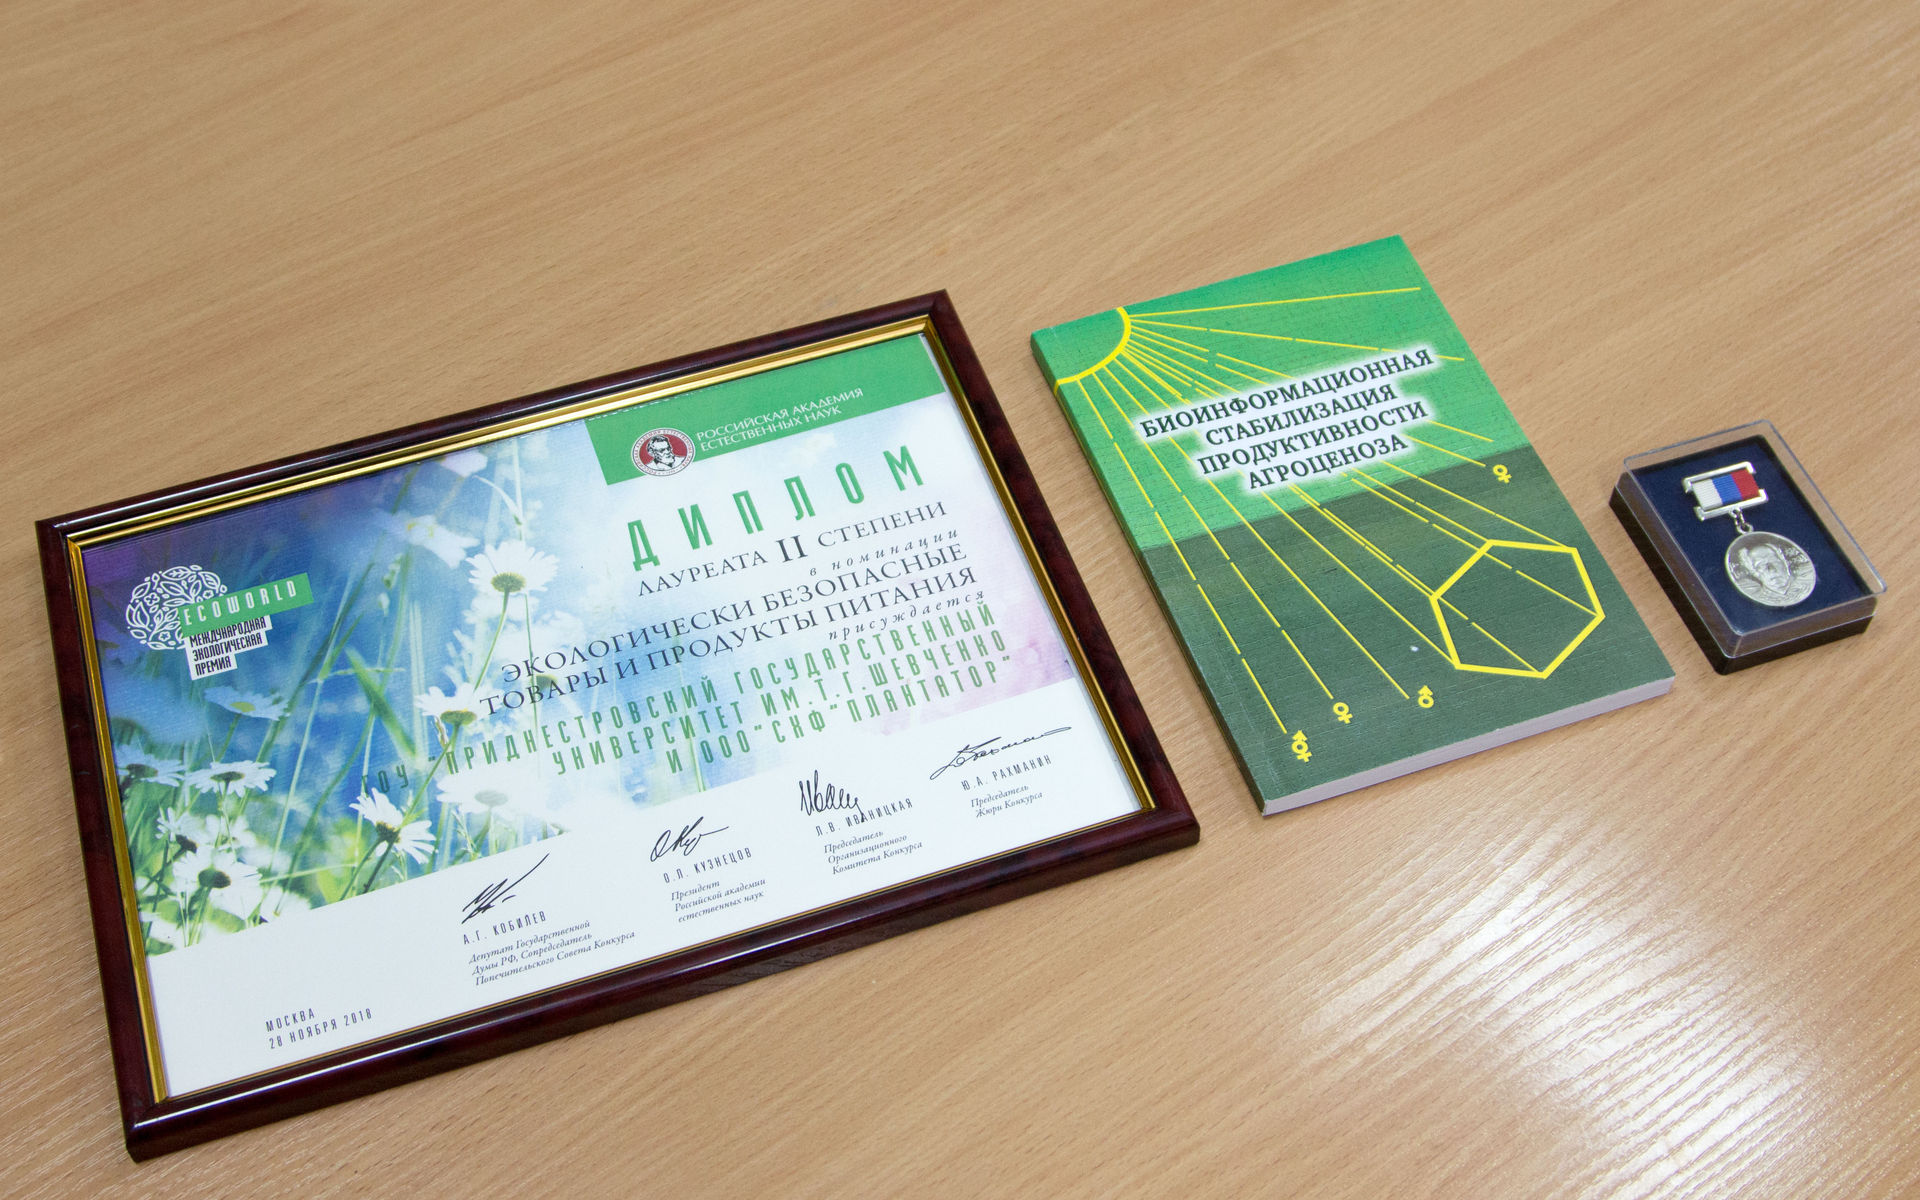 РОССИЙСКАЯ АКАДЕМИЯ
ЕСТЕСТВЕННЫХ НАУК
ДИПЛОМ
ЛАУРЕАТА II СТЕПЕНИ
в номинации
ЭКОЛОГИЧЕСКИ БЕЗОПАСНЫЕ
ТОВАРЫ И ПРОДУКТЫ ПИТАНИЯ
присуждается
ГОУ "ПРИДНЕСТРОВСКИЙ ГОСУДАРСТВЕННЫЙ
УНИВЕРСИТЕТ ИМ.Т.Г.ШЕВЧЕНКО
И ООО"СКФ"ПЛАНТАТОР"
ECOWORLD
МЕЖДУНАРОДНАЯ
ЭКОЛОГИЧЕСКАЯ
ПРЕМИЯ
А.Г. КОБИЛЕВ
Депутат Государственной
Думы РФ, Сопредседатель
Попечительского Совета Конкурса
О.Л. КУЗНЕЦОВ
Президент
Российской академии
естественных наук
Л.В. ИВАНИЦКАЯ
Председатель
Организационного
Комитета Конкурса
Ю.А. РАХМАНИН
Председатель
Жюри Конкурса
МОСКВА
28 НОЯБРЯ 2018
БИОИНФОРМАЦИОННАЯ
СТАБИЛИЗАЦИЯ
ПРОДУКТИВНОСТИ
АГРОЦЕНОЗА